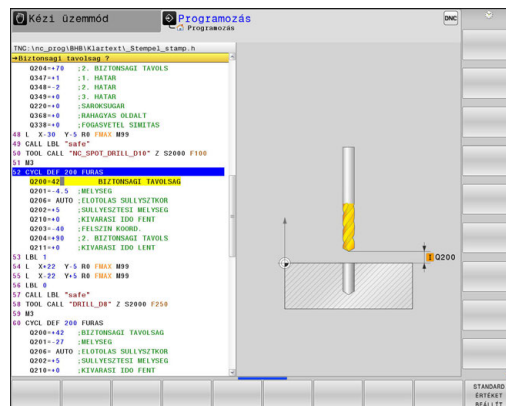 Kézi üzemmód
Programozás
Programozás
DNC
TNC:\nc_prog\BHB\Klartext\_Stempel_stamp.h
→Biztonsagi tavolsag ?
Q204=+70 ;2. BIZTONSAGI TAVOLS
Q347=+1 ;1. HATAR
Q348=-2 ;2. HATAR
Q349=+0 ;3. HATAR
Q220=+0 ;SAROKSUGAR
Q368=+0 ;RAHAGYAS OLDALT
Q338=+0 ;FOGASVETEL SIMITAS
48 L X-30 Y-5 R0 FMAX M99
49 CALL LBL "safe"
50 TOOL CALL "NC_SPOT_DRILL_D10" Z S2000 F100
51 M3
52 CYCL DEF 200 FURAS
Q200=42 BIZTONSAGI TAVOLSAG
Q201=-4.5 ;MELYSEG
Q206= AUTO ;ELOTOLAS SULLYSZTKOR
Q202=+5 ;SULLYESZTESI MELYSEG
Q210=+0 ;KIVARASI IDO FENT
Q203=-40 ;FELSZIN KOORD.
Q204=+90 ;2. BIZTONSAGI TAVOLS
Q211=+0 ;KIVARASI IDO LENT
53 LBL 1
54 L X+22 Y-5 R0 FMAX M99
55 L X-22 Y+5 R0 FMAX M99
56 LBL 0
57 CALL LBL "safe"
58 TOOL CALL "DRILL_D8" Z S2000 F250
59 M3
60 CYCL DEF 200 FURAS
Q200=+42 ;BIZTONSAGI TAVOLSAG
Q201=-27 ;MELYSEG
Q206= AUTO ;ELOTOLAS SULLYSZTKOR
Q202=+5 ;SULLYESZTESI MELYSEG
Q210=+0 ;KIVARASI IDO FENT
I Q200
STANDARD
ÉRTÉKET
BEÁLLÍT